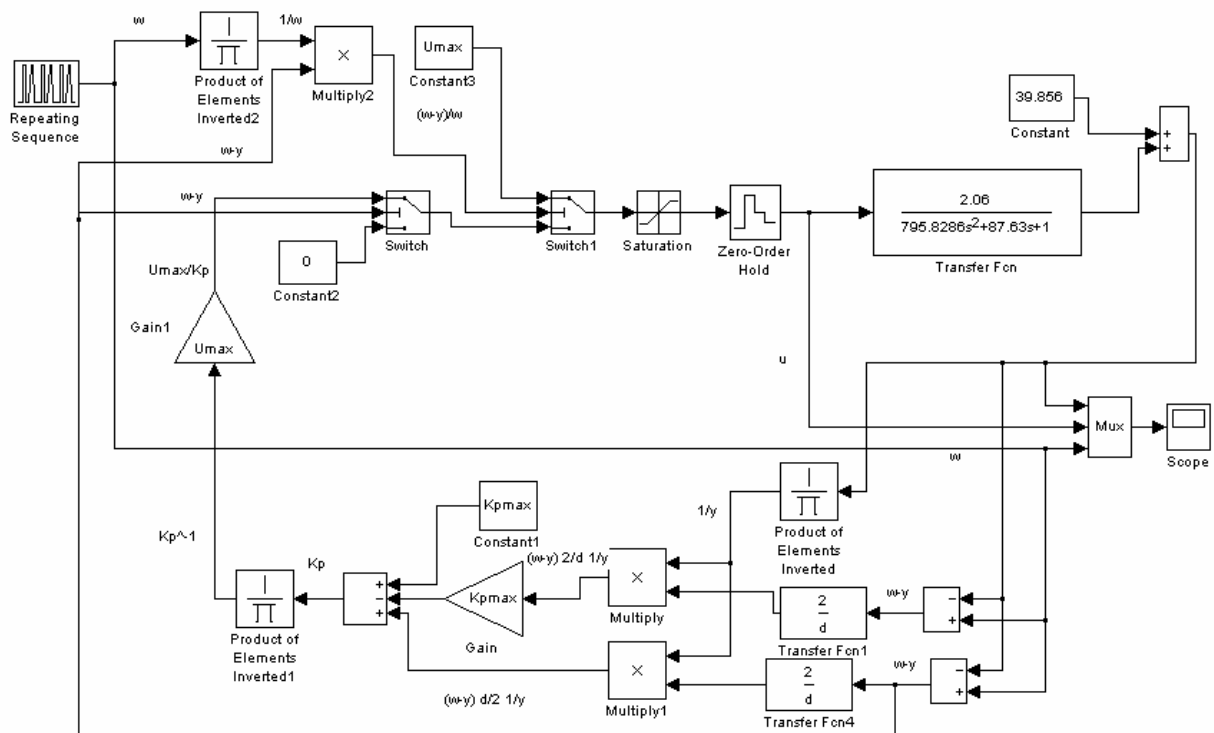 w
1/w
1
∏
×
Umax
Repeating
Sequence
Product of
Elements
Inverted2
Multiply2
Constant3
(w-y)/w
39.856
Constant
+
+
w-y
w-y
Switch
Switch1
Saturation
Zero-Order
Hold
2.06
795.8286s²+87.63s+1
Transfer Fcn
0
Constant2
Umax/Kp
Gain1
Umax
u
Mux
Scope
w
1
∏
1/y
Product of
Elements
Inverted
Kpmax
Constant1
Kp^-1
Kp
(w-y) 2/d 1/y
1
∏
+
-
+
Kpmax
×
2
d
w-y
-
+
Product of
Elements
Inverted1
Gain
Multiply
Transfer Fcn1
×
2
d
w-y
-
+
(w-y) d/2 1/y
Multiply1
Transfer Fcn4